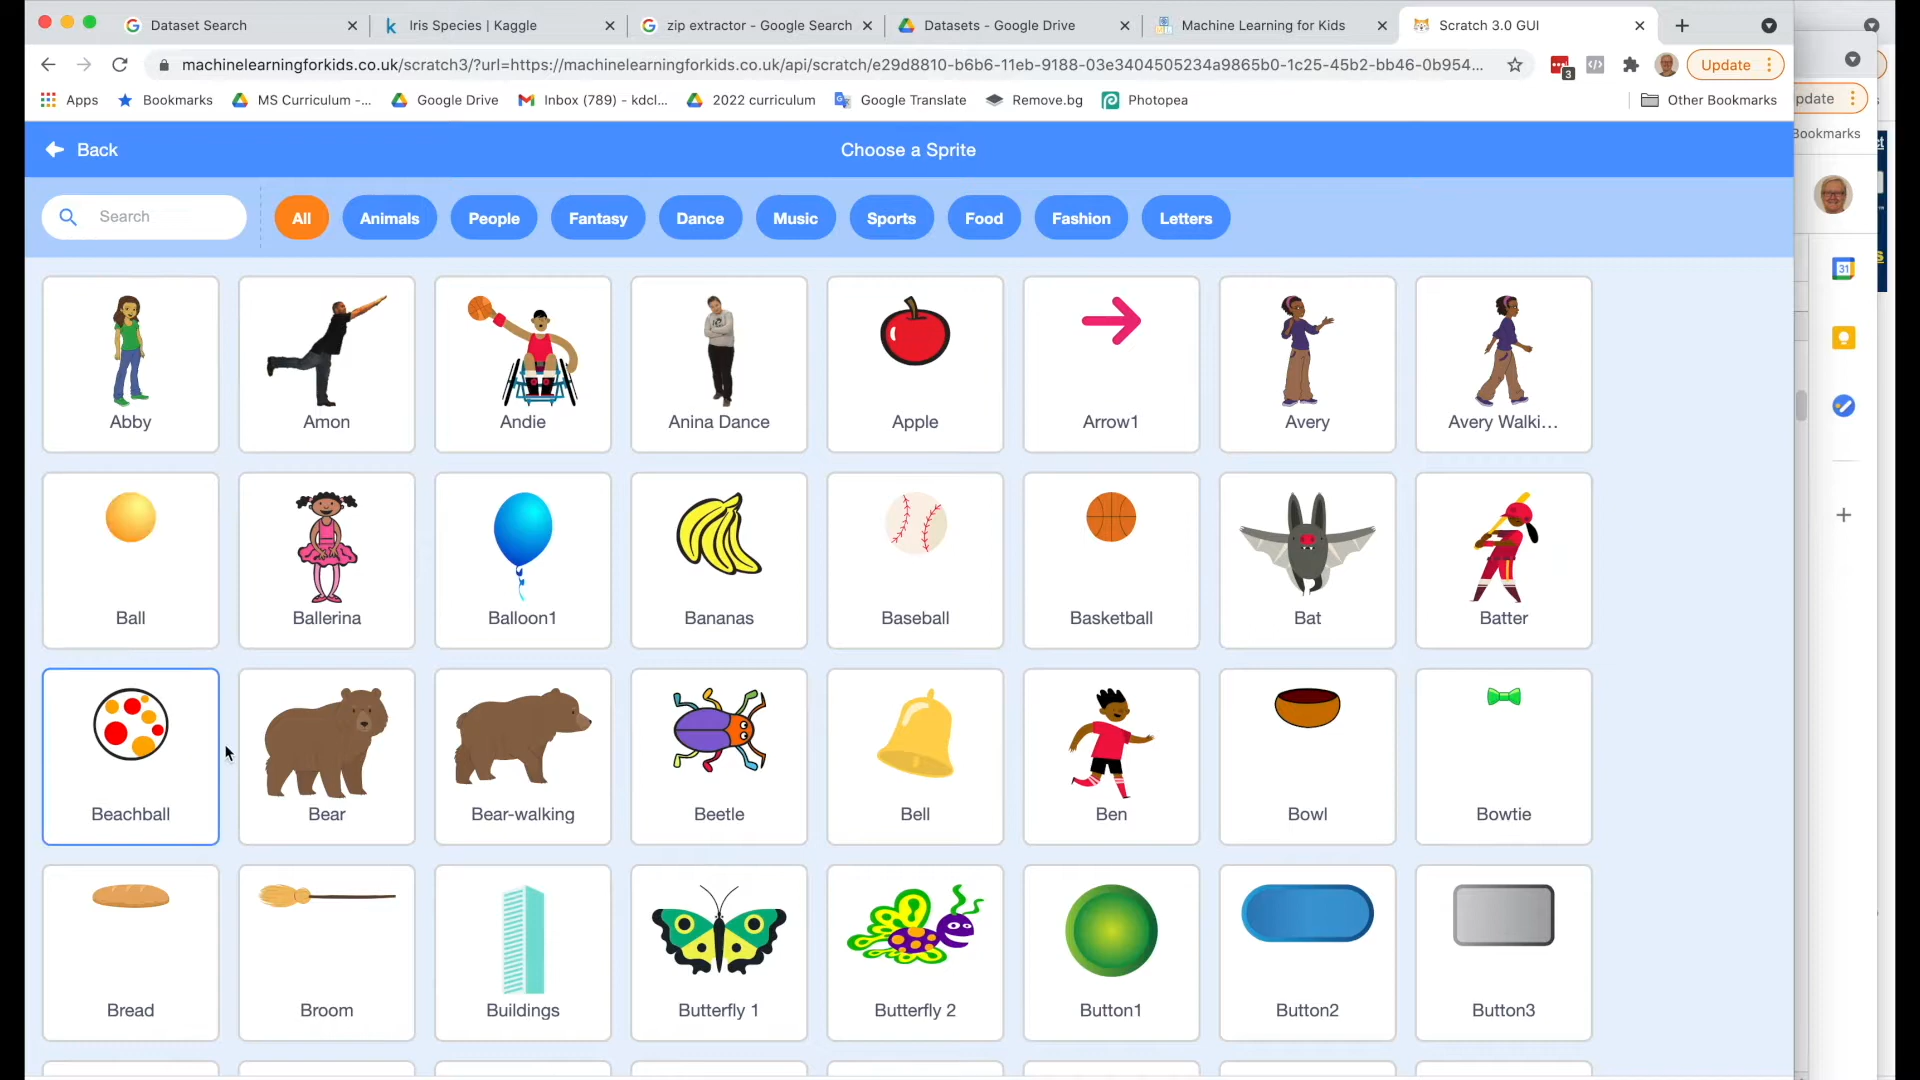 Dataset Search
Iris Species | Kaggle
zip extractor - Google Search
Datasets - Google Drive
Machine Learning for Kids
Scratch 3.0 GUI
machinelearningforkids.co.uk/scratch3/?url=https://machinelearningforkids.co.uk/api/scratch/e29d8810-b6b6-11eb-9188-03e3404505234a9865b0-1c25-45b2-bb46-0b954...
3
Update
Apps
Bookmarks
MS Curriculum -...
Google Drive
Inbox (789) - kdcl...
2022 curriculum
Google Translate
Remove.bg
Photopea
Other Bookmarks
pdate
Bookmarks
Back
Choose a Sprite
Search
All
Animals
People
Fantasy
Dance
Music
Sports
Food
Fashion
Letters
31
Abby
Amon
Andie
Anina Dance
Apple
Arrow1
Avery
Avery Walki...
Ball
Ballerina
Balloon1
Bananas
Baseball
Basketball
Bat
Batter
Beachball
Bear
Bear-walking
Beetle
Bell
Ben
Bowl
Bowtie
Bread
Broom
Buildings
Butterfly 1
Butterfly 2
Button1
Button2
Button3